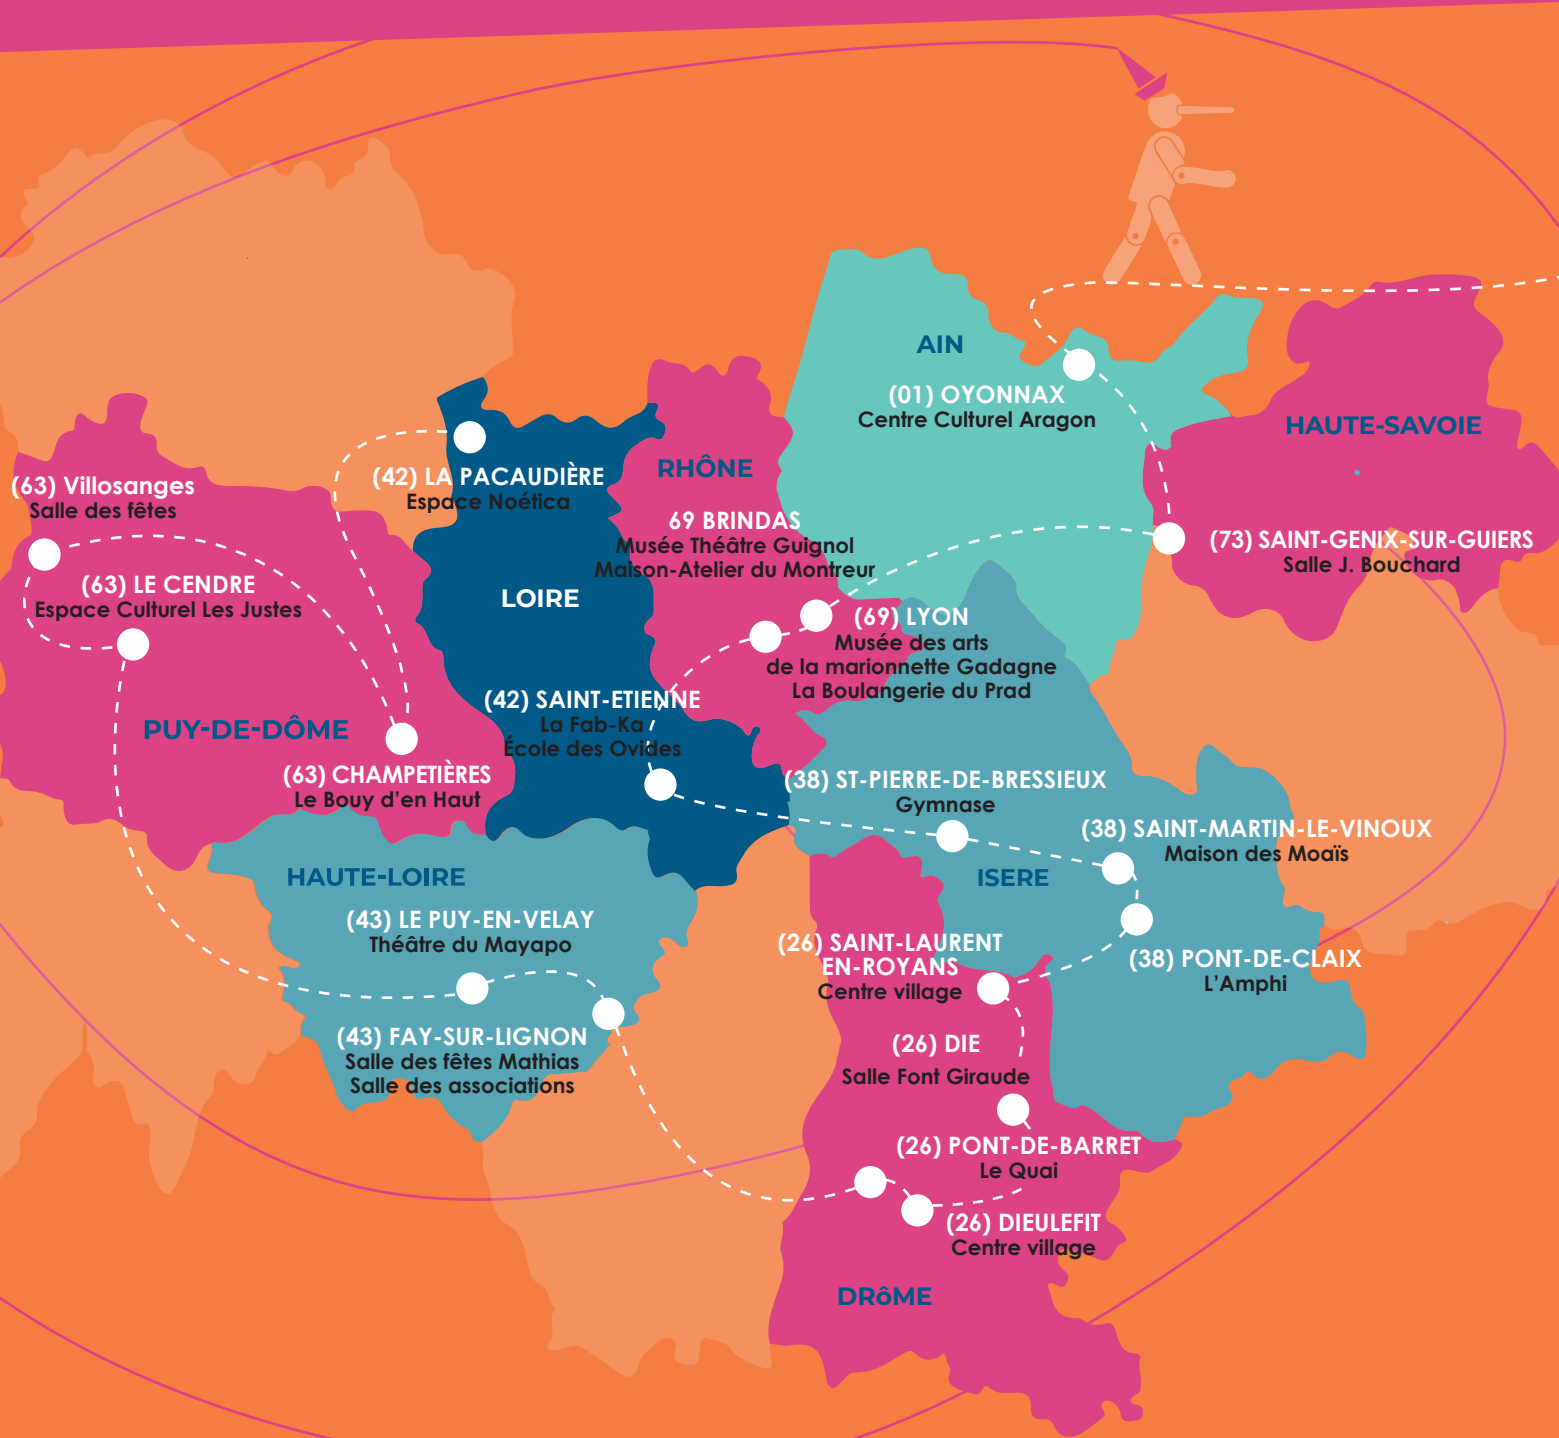 AIN
(01) OYONNAX
Centre Culturel Aragon
HAUTE-SAVOIE
(73) SAINT-GENIX-SUR-GUIERS
Salle J. Bouchard
RHÔNE
69 BRINDAS
Musée Théâtre Guignol
Maison-Atelier du Montreur
(69) LYON
Musée des arts
de la marionnette Gadagne
La Boulangerie du Prad
(42) LA PACAUDIÈRE
Espace Noética
LOIRE
(42) SAINT-ETIENNE
La Fab-Ka
École des Ovides
(63) Villosanges
Salle des fêtes
(63) LE CENDRE
Espace Culturel Les Justes
PUY-DE-DÔME
(63) CHAMPETIÈRES
Le Bouy d'en Haut
HAUTE-LOIRE
(43) LE PUY-EN-VELAY
Théâtre du Mayapo
(43) FAY-SUR-LIGNON
Salle des fêtes Mathias
Salle des associations
(38) ST-PIERRE-DE-BRESSIEUX
Gymnase
(38) SAINT-MARTIN-LE-VINOUX
Maison des Moaïs
ISERE
(38) PONT-DE-CLAIX
L'Amphi
(26) SAINT-LAURENT
EN-ROYANS
Centre village
(26) DIE
Salle Font Giraude
(26) PONT-DE-BARRET
Le Quai
(26) DIEULEFIT
Centre village
DRôME